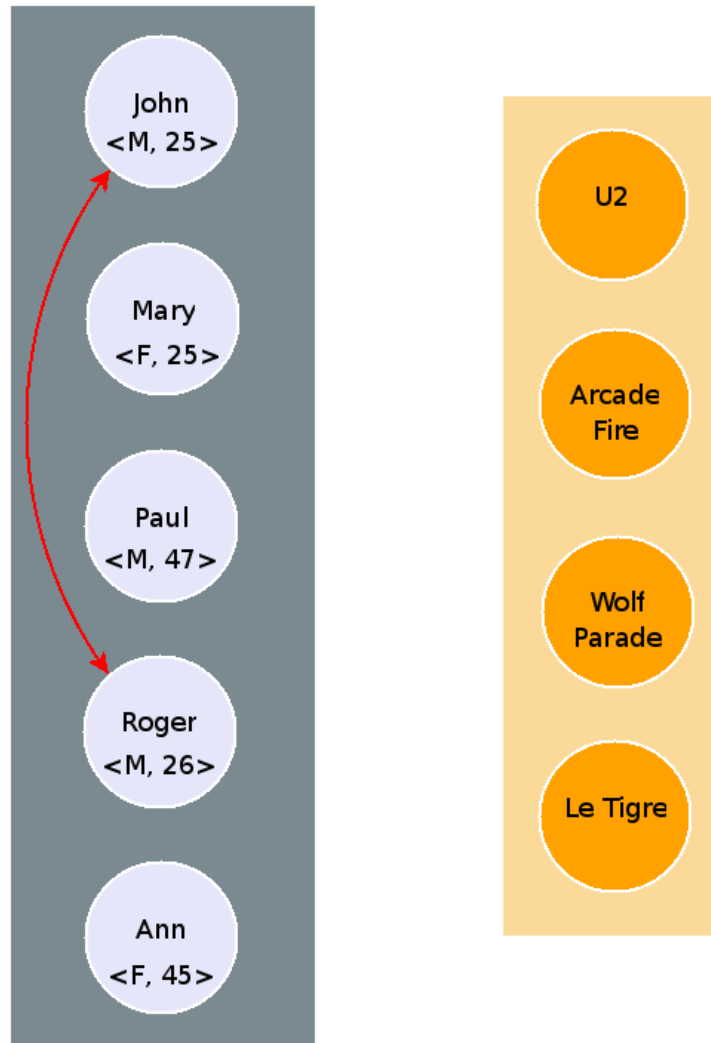 John
<M, 25>
Mary
<F, 25>
Paul
<M, 47>
Roger
<M, 26>
Ann
<F, 45>
U2
Arcade
Fire
Wolf
Parade
Le Tigre